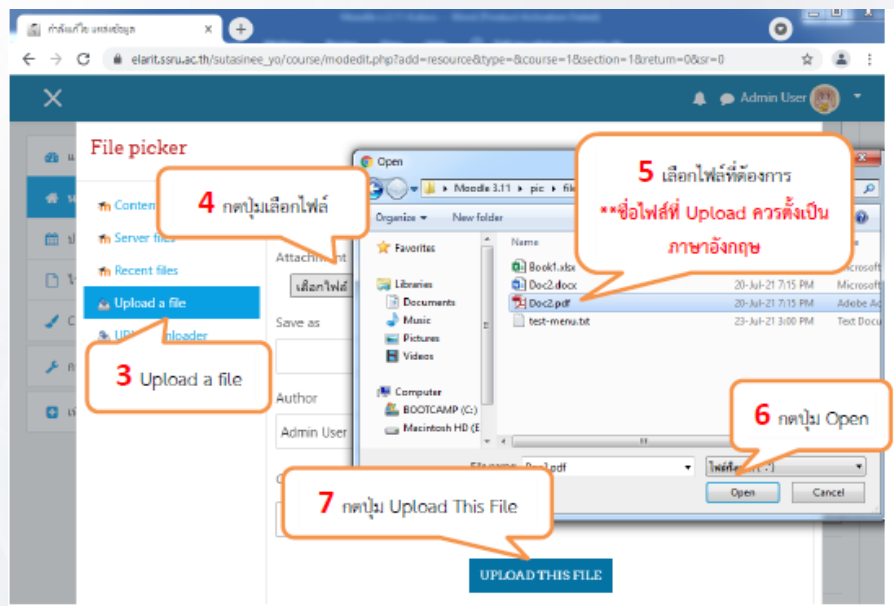 กำลังแก้ไข แหล่งข้อมูล
elarit.ssru.ac.th/sutasinee_yo/course/modedit.php?add=resource&type=&course=1&section=1&return=0&sr=0
Admin User
File picker
Server files
Recent files
Upload a file
3 Upload a file
4 กดปุ่มเลือกไฟล์
Attachment
เลือกไฟล์
Save as
Author
Admin User
Open
Moodle 3.11 pic
Organize New folder
Favorites
Libraries
Documents
Music
Pictures
Videos
Computer
BOOTCAMP (C:)
Macintosh HD (E
Name
Book1.xlsx
Doc2.docx 20-Jul-21 7:15 PM Microsoft
Doc2.pdf 20-Jul-21 7:15 PM Adobe Ac
test-menu.txt 23-Jul-21 3:00 PM Text Docu
5 เลือกไฟล์ที่ต้องการ
**ชื่อไฟล์ที่ Upload ควรตั้งเป็น
ภาษาอังกฤษ
6 กดปุ่ม Open
Open Cancel
7 กดปุ่ม Upload This File
UPLOAD THIS FILE